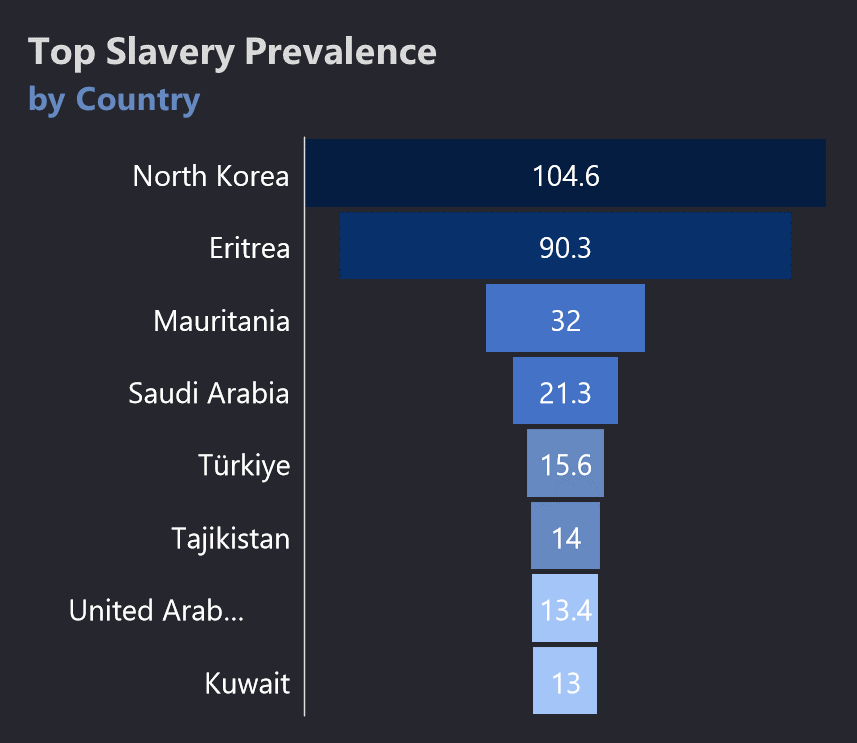 Top Slavery Prevalence
by Country
North Korea 104.6
Eritrea 90.3
Mauritania 32
Saudi Arabia 21.3
Türkiye 15.6
Tajikistan 14
United Arab... 13.4
Kuwait 13